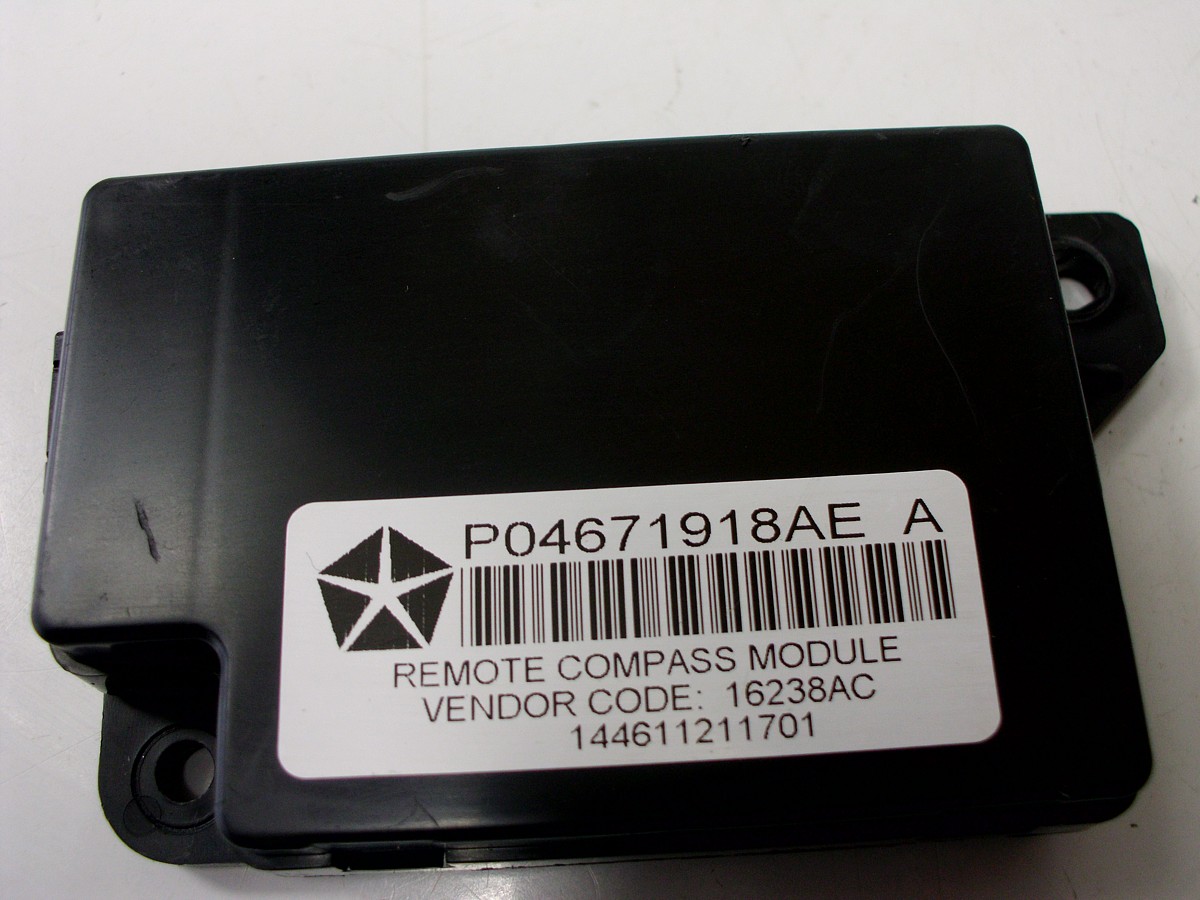 P04671918AE A
REMOTE COMPASS MODULE
VENDOR CODE: 16238AC
144611211701